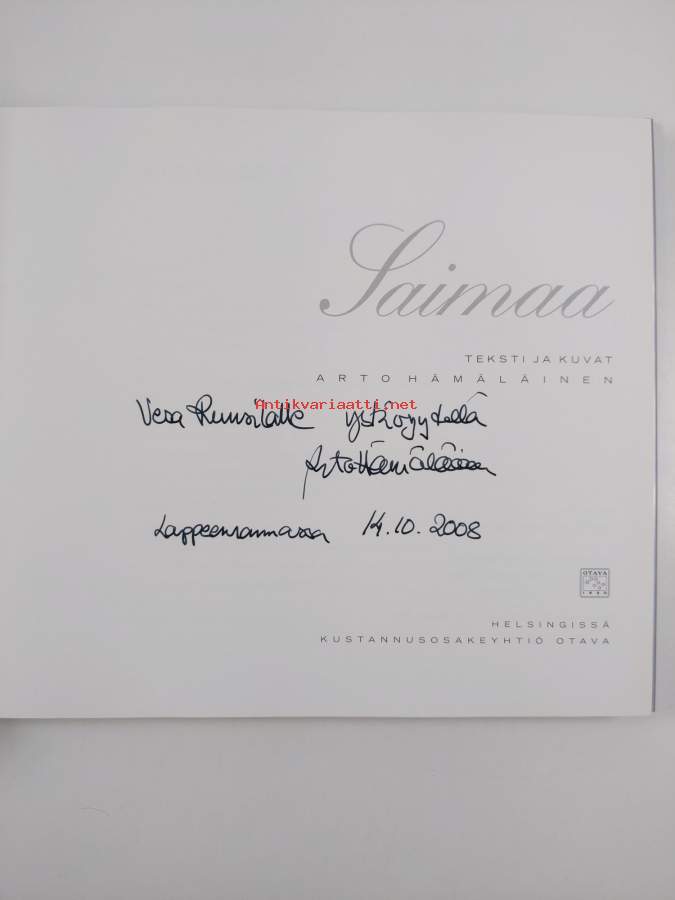 Saimaa
TEKSTI JA KUVAT
ARTO HÄMÄLÄINEN
Antikvariaatti.net
Vesa ystävyydellä
Arto Hämäläinen
Lappeenrannassa 14.10.2008
OTAVA
1890
HELSINGISSÄ
KUSTANNUSOSAKEYHTIÖ OTAVA